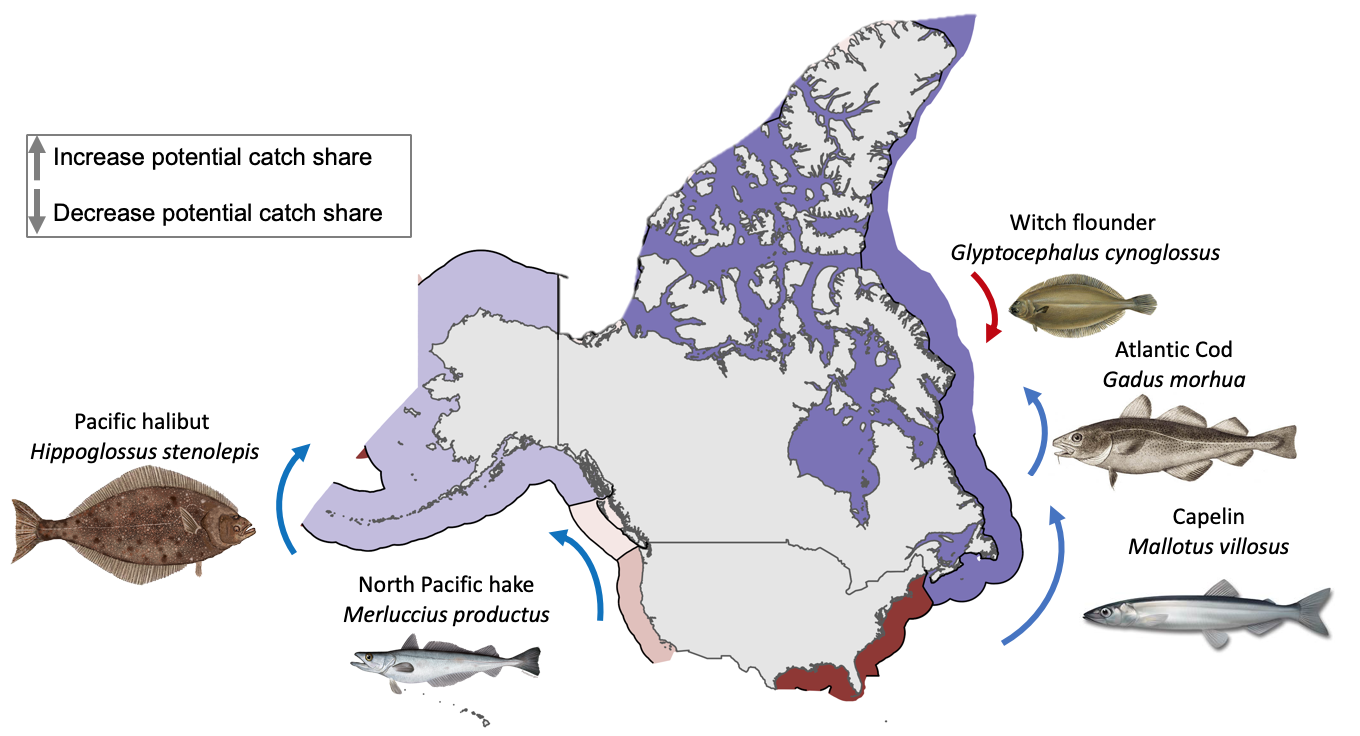 Increase potential catch share
Decrease potential catch share
Witch flounder
Glyptocephalus cynoglossus
Atlantic Cod
Gadus morhua
Pacific halibut
Hippoglossus stenolepis
Capelin
Mallotus villosus
North Pacific hake
Merluccius productus